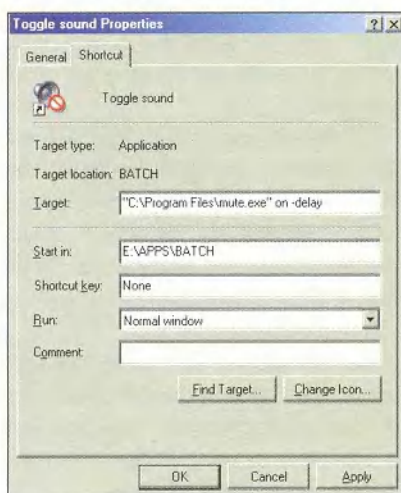 Toggle sound Properties
General Shortcut
Toggle sound
Target type: Application
Target location: BATCH
Target: "C:\Program Files\mute.exe" on -delay
Start in: E:\APPS\BATCH
Shortcut key: None
Run: Normal window
Comment:
Find Target... Change Icon...
OK Cancel Apply